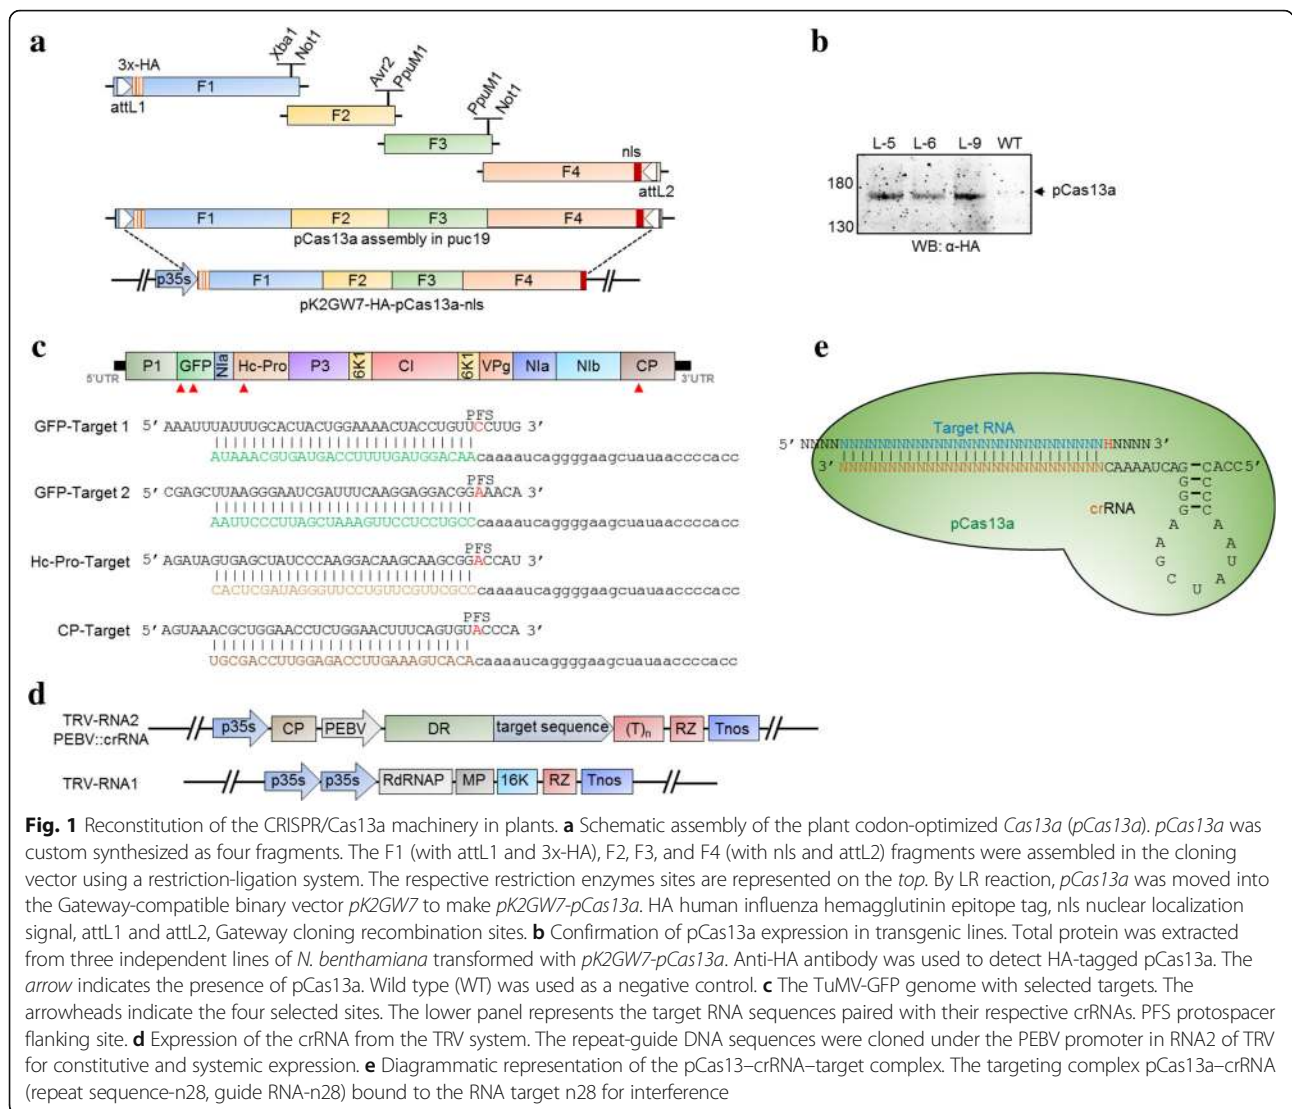 a
3x-HA
Xba1
Not1
F1
attL1
Avr2
PpuM1
F2
PpuM1
Not1
F3
nls
F4
attL2
F1 F2 F3 F4
pCas13a assembly in puc19
p35s F1 F2 F3 F4
pK2GW7-HA-pCas13a-nls
b
L-5 L-6 L-9 WT
180
pCas13a
130
WB: α-HA
c
P1 GFP NIa Hc-Pro P3 6K1 CI 6K1 VPg NIa NIb CP
5'UTR 3'UTR
PFS
GFP-Target 1 5' AAAUUUAUUUGCACUACUGGAAAACUACCUGUUCCUUG 3'
AUAAACGUGAUGACCUUUUGAUGGACAAcaaaaucaggggaagcuauaaccccacc
PFS
GFP-Target 2 5' CGAGCUUAAGGGAAUCGAUUUCAAGGAGGACGGAAACA 3'
AAUUCCCUUAGCUAAAGUUCCUCCUGCCcaaaaucaggggaagcuauaaccccacc
PFS
Hc-Pro-Target 5' AGAUAGUGAGCUAUCCCAAGGACAAGCAAGCGGACCAU 3'
CACUCGAUAGGGUUCCUGUUCGUUCGCCcaaaaucaggggaagcuauaaccccacc
PFS
CP-Target 5' AGUAAACGCUGGAACCUCUGGAACUUUCAGUGUACCCA 3'
UGCGACCUUGGAGACCUUGAAAGUCACAcaaaaucaggggaagcuauaaccccacc
e
Target RNA
5' NNNNNNNNNNNNNNNNNNNNNNNNNNNNNNNNHNNNN 3'
3' NNNNNNNNNNNNNNNNNNNNNNNNNNNNCAAAAUCAG CACC5'
G C
G C
G C
crRNA
pCas13a
A A
A A
G U
C A
U
d
TRV-RNA2
PEBV::crRNA
p35s CP PEBV DR target sequence (T)n RZ Tnos
TRV-RNA1
p35s p35s RdRNAP MP 16K RZ Tnos
Fig. 1 Reconstitution of the CRISPR/Cas13a machinery in plants. a Schematic assembly of the plant codon-optimized Cas13a (pCas13a). pCas13a was
custom synthesized as four fragments. The F1 (with attL1 and 3x-HA), F2, F3, and F4 (with nls and attL2) fragments were assembled in the cloning
vector using a restriction-ligation system. The respective restriction enzymes sites are represented on the top. By LR reaction, pCas13a was moved into
the Gateway-compatible binary vector pK2GW7 to make pK2GW7-pCas13a. HA human influenza hemagglutinin epitope tag, nls nuclear localization
signal, attL1 and attL2, Gateway cloning recombination sites. b Confirmation of pCas13a expression in transgenic lines. Total protein was extracted
from three independent lines of N. benthamiana transformed with pK2GW7-pCas13a. Anti-HA antibody was used to detect HA-tagged pCas13a. The
arrow indicates the presence of pCas13a. Wild type (WT) was used as a negative control. c The TuMV-GFP genome with selected targets. The
arrowheads indicate the four selected sites. The lower panel represents the target RNA sequences paired with their respective crRNAs. PFS protospacer
flanking site. d Expression of the crRNA from the TRV system. The repeat-guide DNA sequences were cloned under the PEBV promoter in RNA2 of TRV
for constitutive and systemic expression. e Diagrammatic representation of the pCas13–crRNA–target complex. The targeting complex pCas13a–crRNA
(repeat sequence-n28, guide RNA-n28) bound to the RNA target n28 for interference